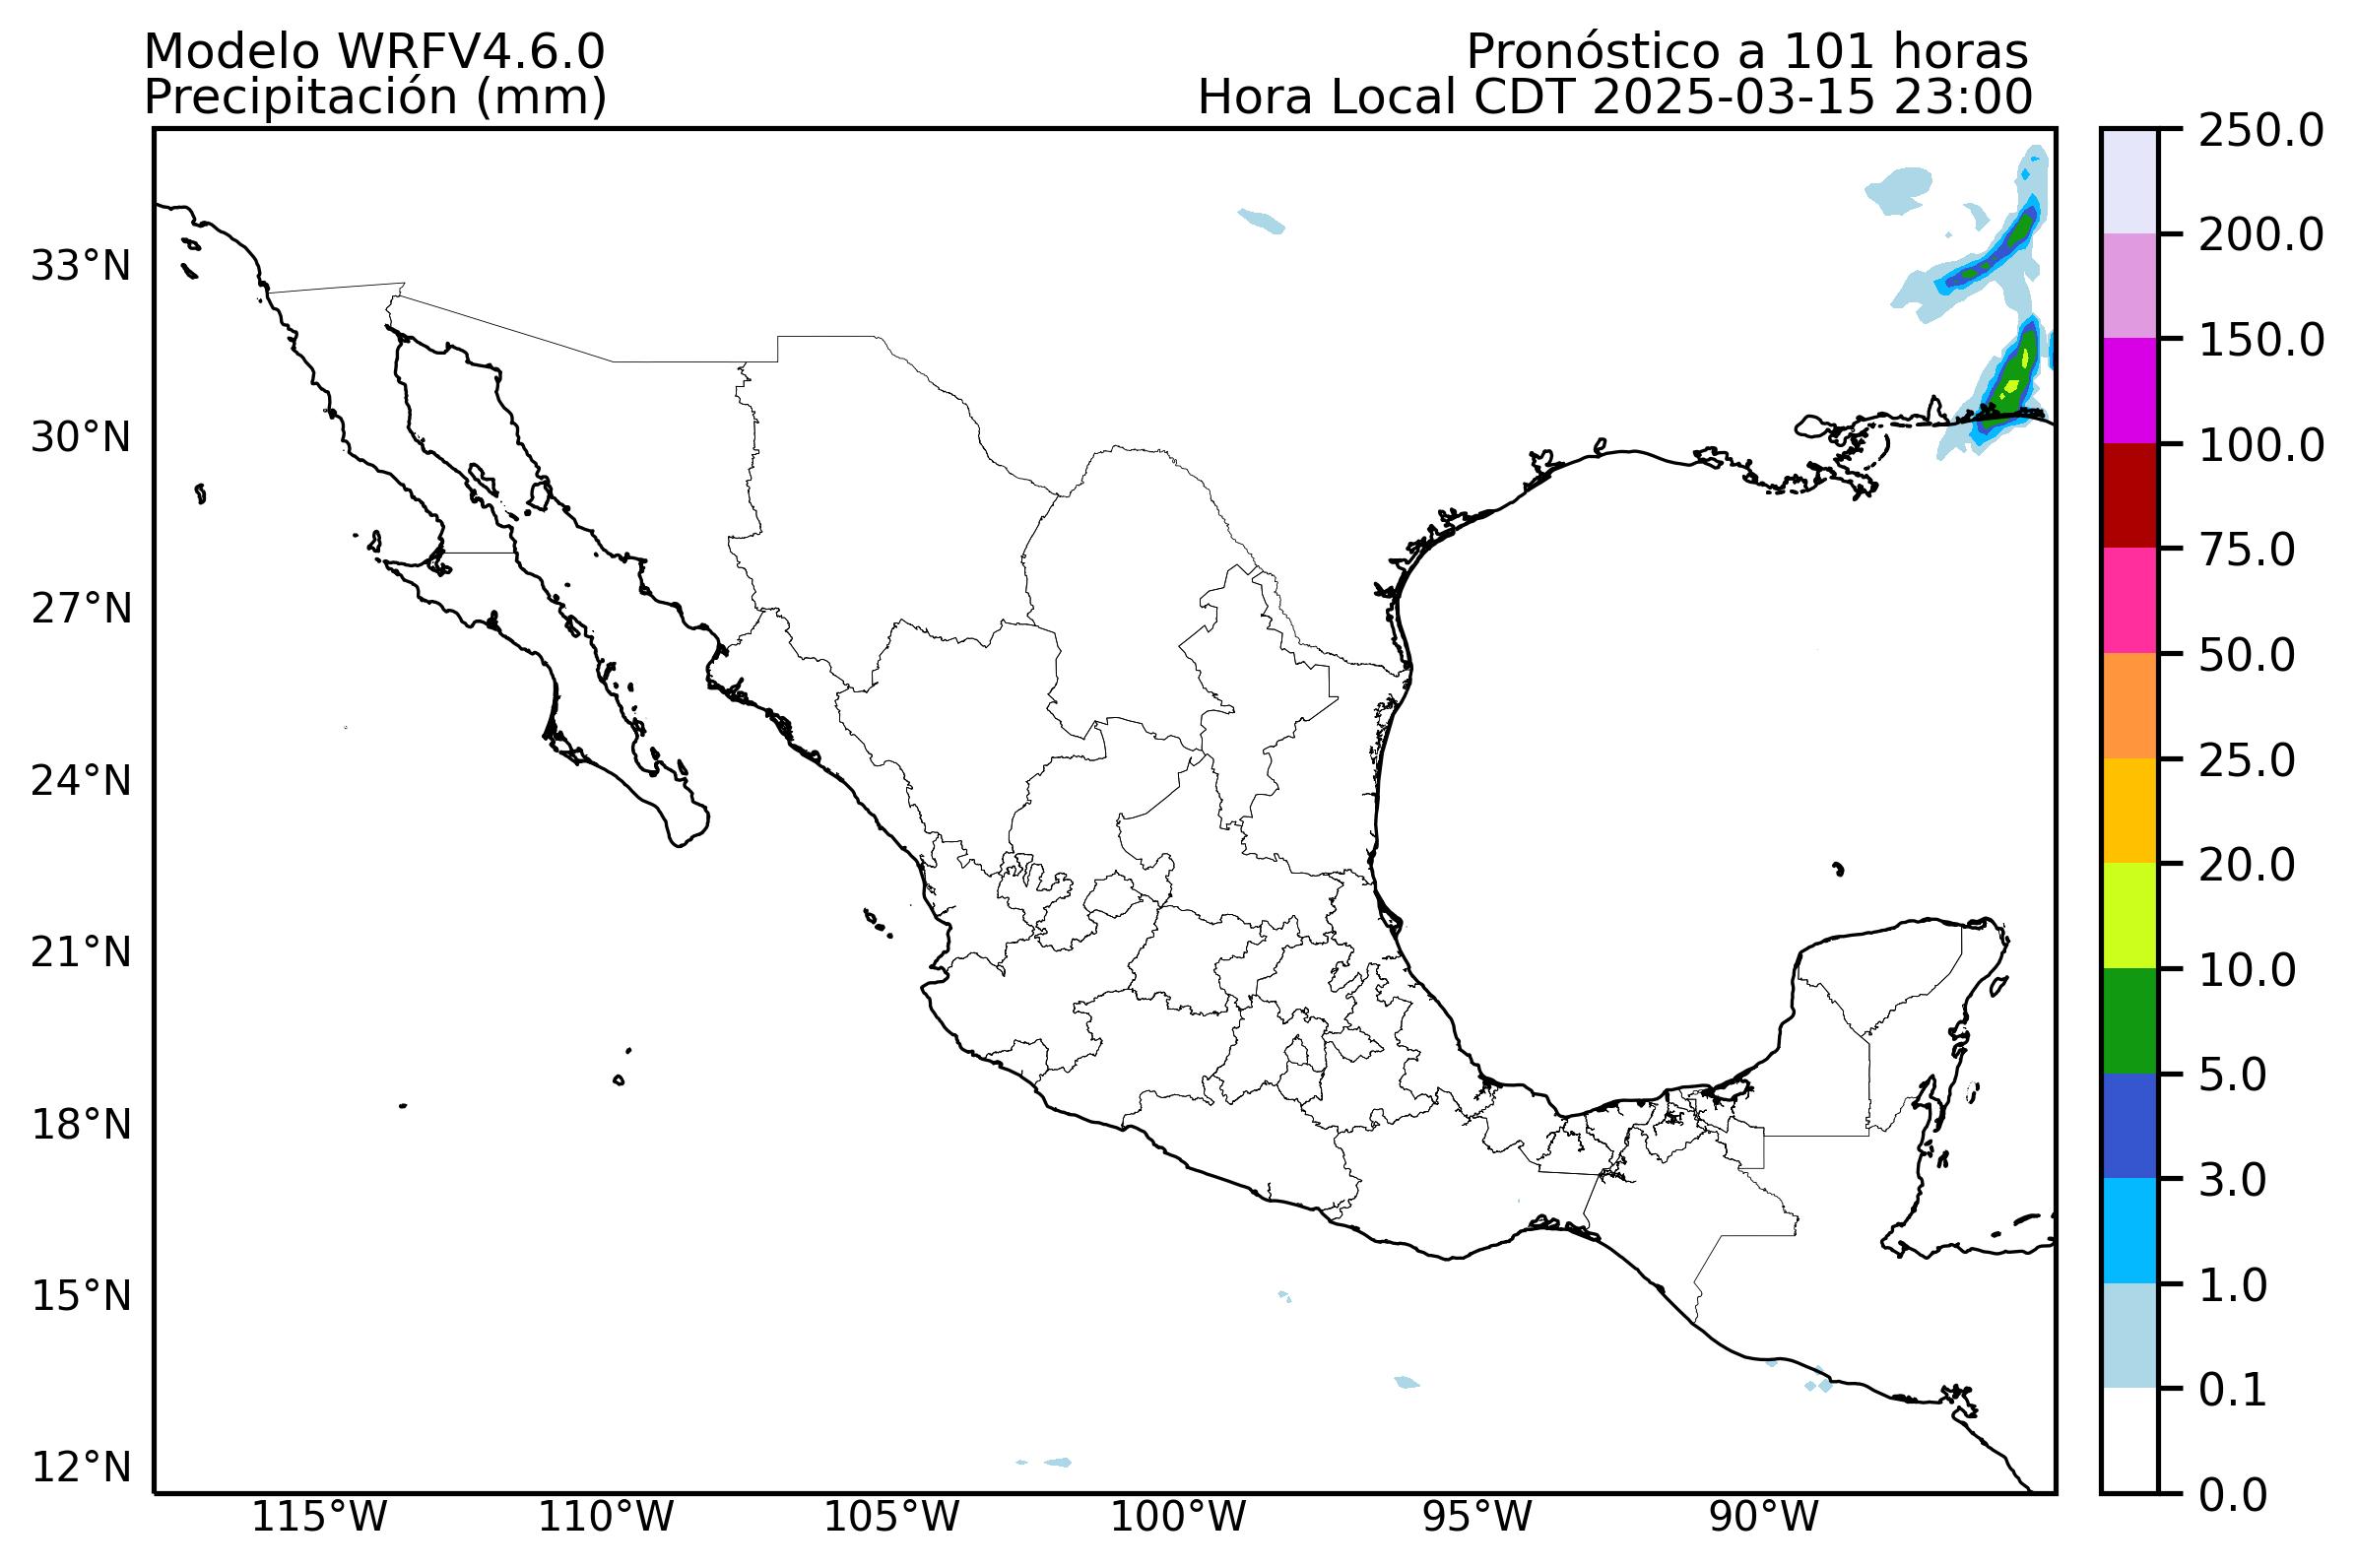 Modelo WRFV4.6.0
Precipitación (mm)
Pronóstico a 101 horas
Hora Local CDT 2025-03-15 23:00
33°N
30°N
27°N
24°N
21°N
18°N
15°N
12°N
115°W
110°W
105°W
100°W
95°W
90°W
250.0
200.0
150.0
100.0
75.0
50.0
25.0
20.0
10.0
5.0
3.0
1.0
0.1
0.0